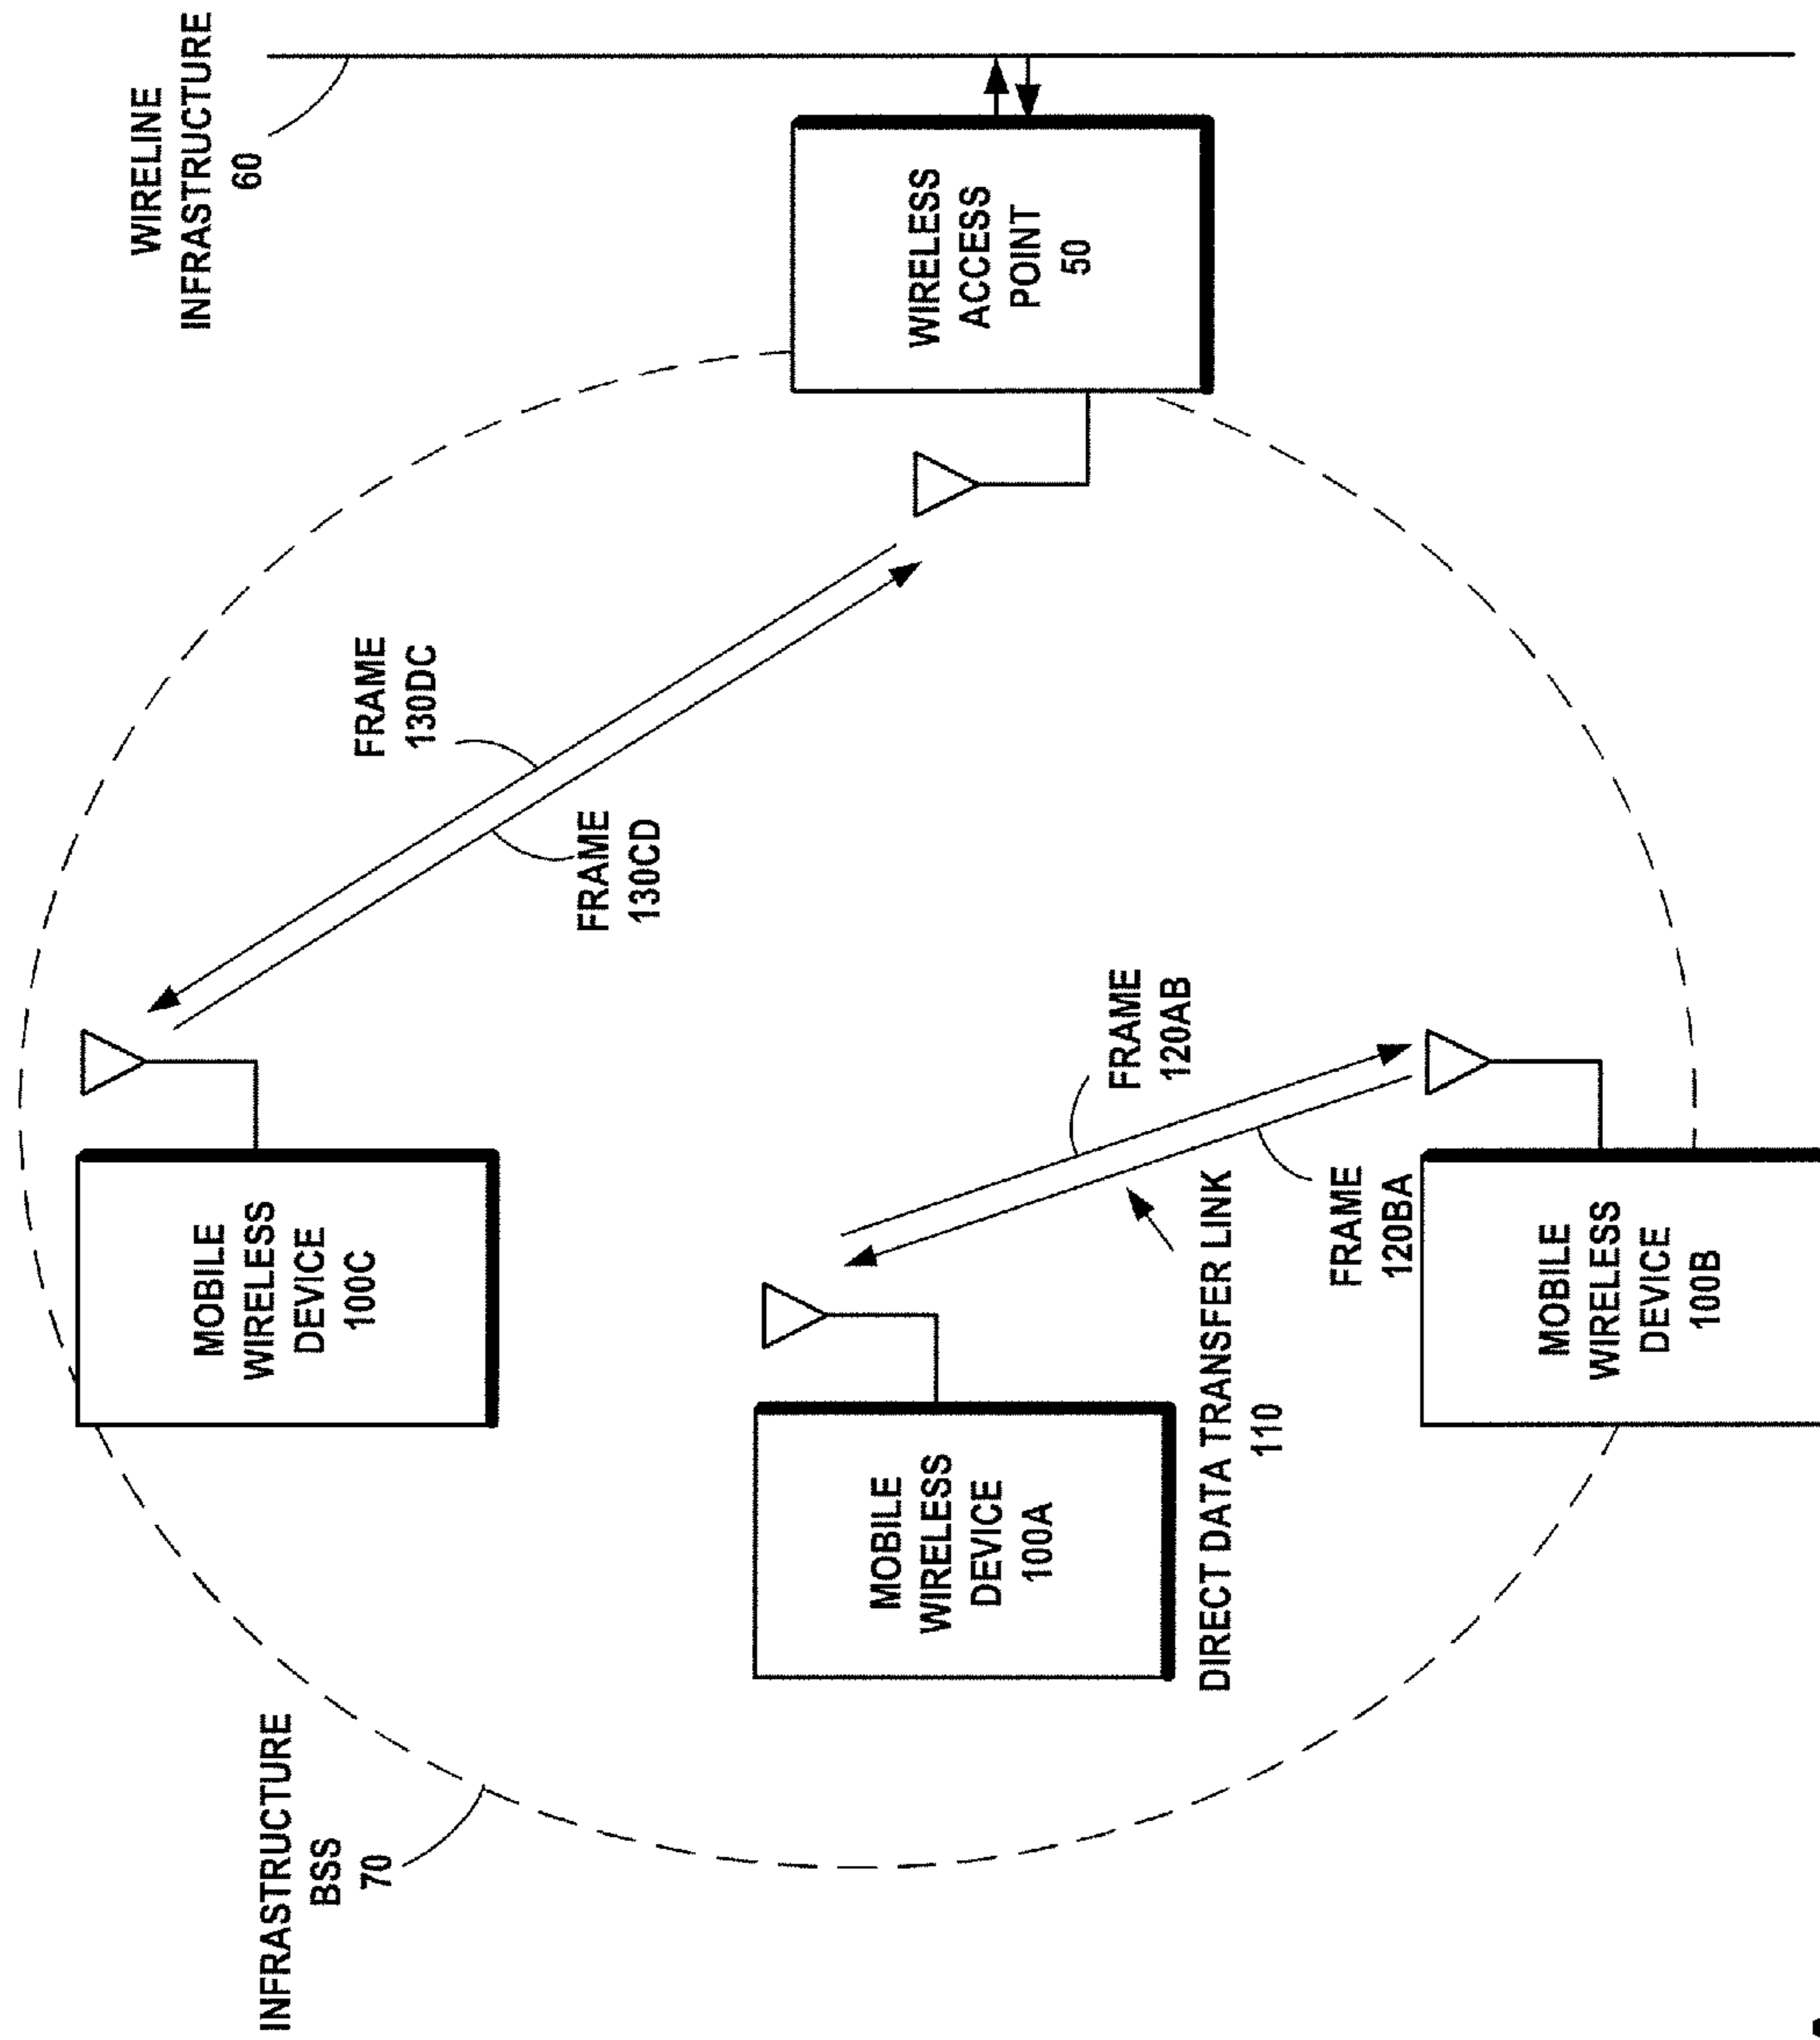 WIRELINE
INFRASTRUCTURE
60
WIRELESS
ACCESS
POINT
50
FRAME
130DC
FRAME
130CD
MOBILE
WIRELESS
DEVICE
100C
FRAME
120AB
DIRECT DATA TRANSFER LINK
110
FRAME
120BA
MOBILE
WIRELESS
DEVICE
100A
MOBILE
WIRELESS
DEVICE
100B
INFRASTRUCTURE
BSS
70